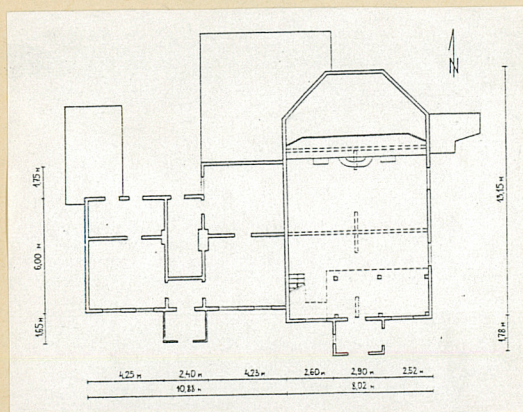 N
1,75 м
6,00 м
1,65 м
13,15 м
1,78 м
4,25 м 2,40 м 4,23 м 2,60 м 2,90 м 2,52 м
10,88 м 8,02 м